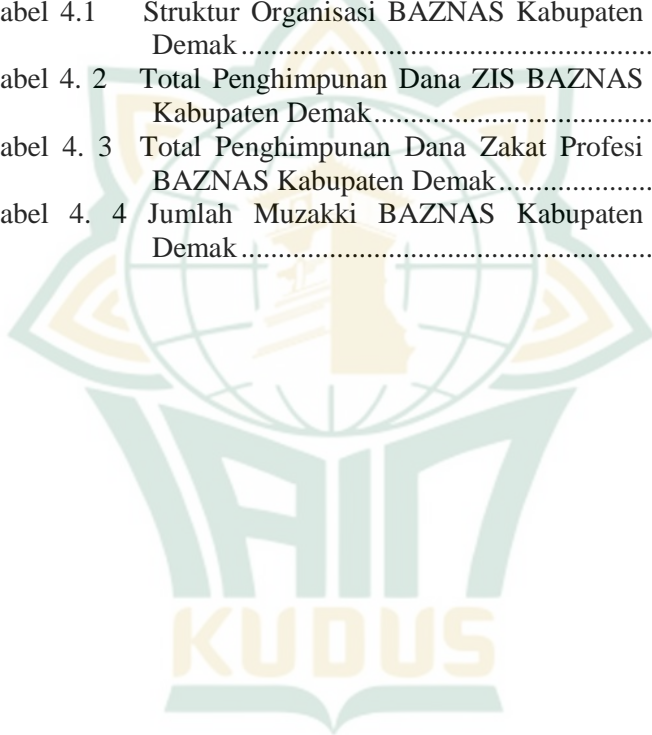 abel 4.1 Struktur Organisasi BAZNAS Kabupaten
Demak.......................................................
abel 4. 2 Total Penghimpunan Dana ZIS BAZNAS
Kabupaten Demak.....................................
abel 4. 3 Total Penghimpunan Dana Zakat Profesi
BAZNAS Kabupaten Demak....................
abel 4. 4 Jumlah Muzakki BAZNAS Kabupaten
Demak.......................................................
IAIN
KUDUS